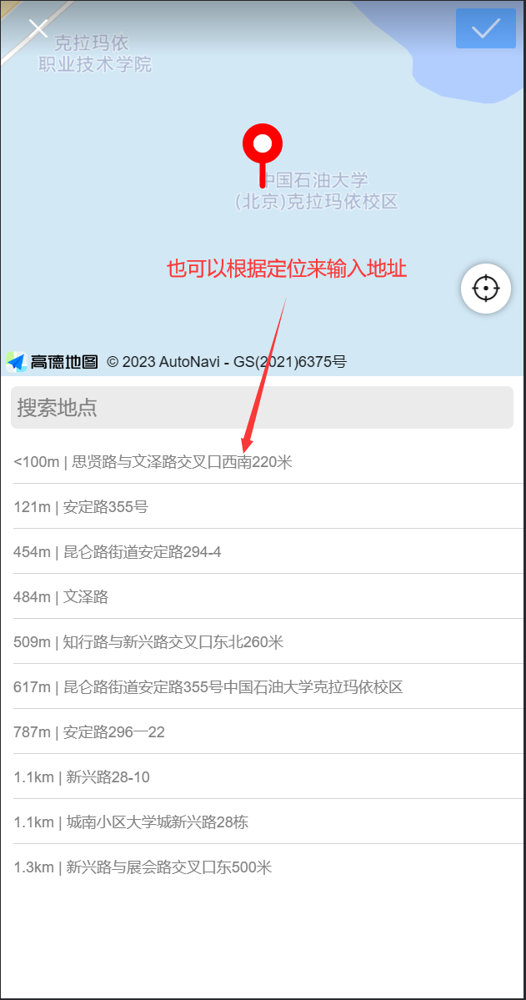 克拉玛依
职业技术学院
中国石油大学
(北京)克拉玛依校区
也可以根据定位来输入地址
高德地图 © 2023 AutoNavi - GS(2021)6375号
搜索地点
<100m | 思贤路与文泽路交叉口西南220米
121m | 安定路355号
454m | 昆仑路街道安定路294-4
484m | 文泽路
509m | 知行路与新兴路交叉口东北260米
617m | 昆仑路街道安定路355号中国石油大学克拉玛依校区
787m | 安定路296一22
1.1km | 新兴路28-10
1.1km | 城南小区大学城新兴路28栋
1.3km | 新兴路与展会路交叉口东500米